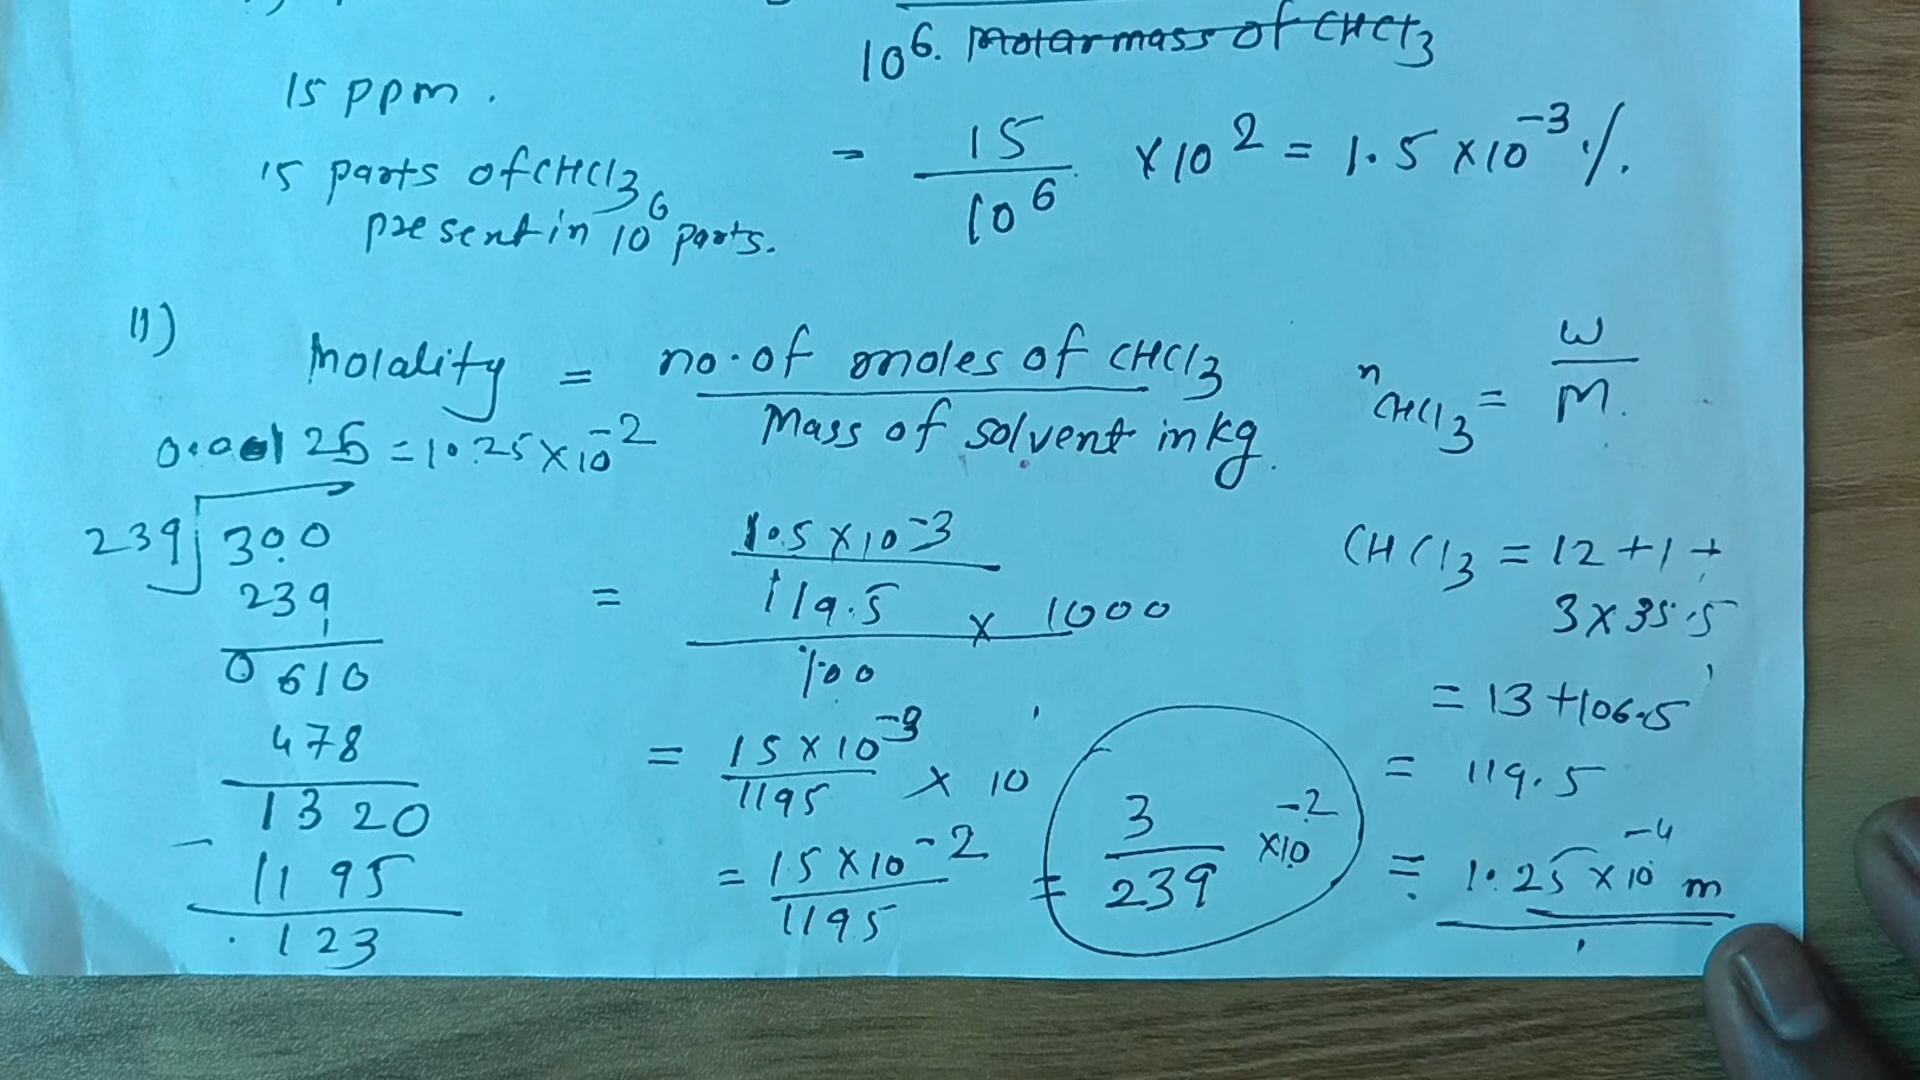 10⁶. Molar mass of CHCl₃
15 ppm.
= 15/10⁶ × 10² = 1.5 × 10⁻³ %.
15 parts of CHCl₃
present in 10⁶ parts.
11)
Molality = no. of moles of CHCl₃ / Mass of solvent in kg.
n CHCl₃ = W/M.
= 10.25 × 10⁻²
239 ) 300
239
0610
478
1320
- 1195
123
= 1.5 × 10⁻³ / 119.5 × 1000 / 100
= 15 × 10⁻³ / 1195 × 10
= 15 × 10⁻² / 1195
= 3/239 × 10⁻²
CHCl₃ = 12 + 1 +
3 × 35.5
= 13 + 106.5
= 119.5
= 1.25 × 10⁻⁴ m